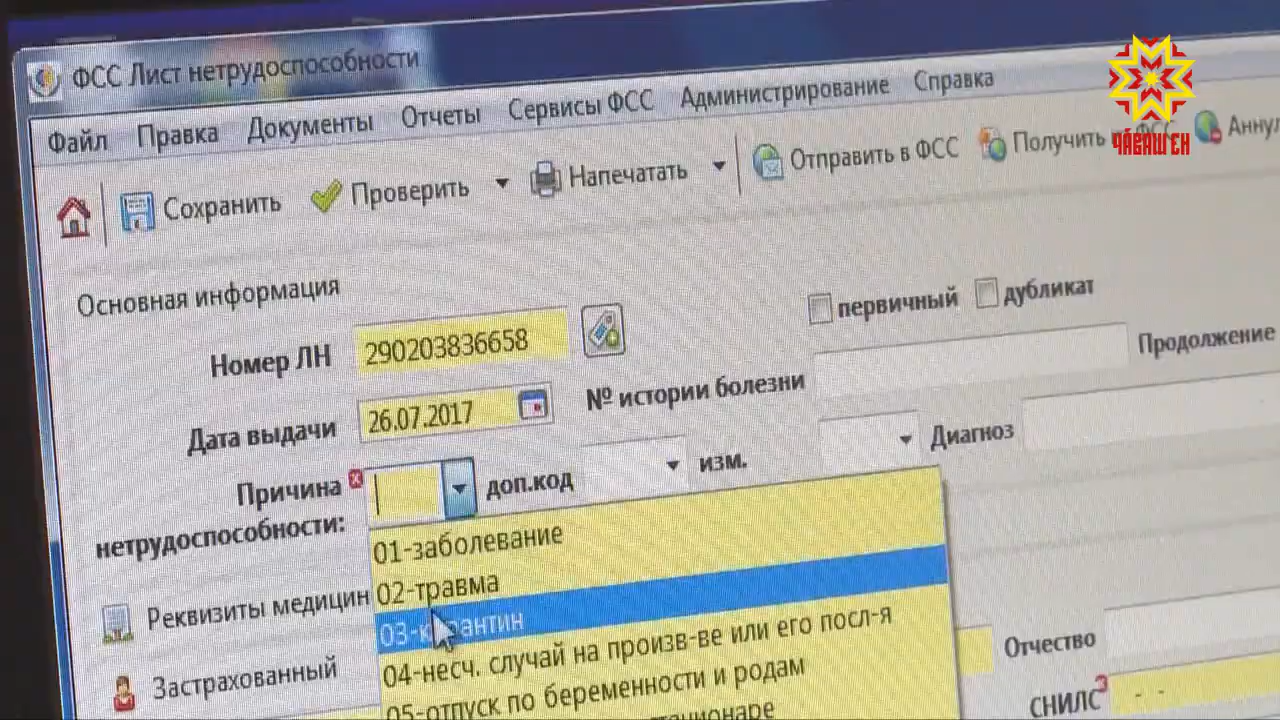 ФСС Лист нетрудоспособности
Файл Правка Документы Отчеты Сервисы ФСС Администрирование Справка
ЧӐВАШ ЕН
Сохранить Проверить Напечатать Отправить в ФСС Получить
Основная информация
первичный дубликат
Номер ЛН 290203836658
Продолжение
Дата выдачи 26.07.2017 № истории болезни
Причина нетрудоспособности: доп.код изм. Диагноз
01-заболевание
02-травма
03-карантин
04-несч. случай на произв-ве или его посл-я
05-отпуск по беременности и родам
Реквизиты медицин
Застрахованный
Отчество
СНИЛС - -